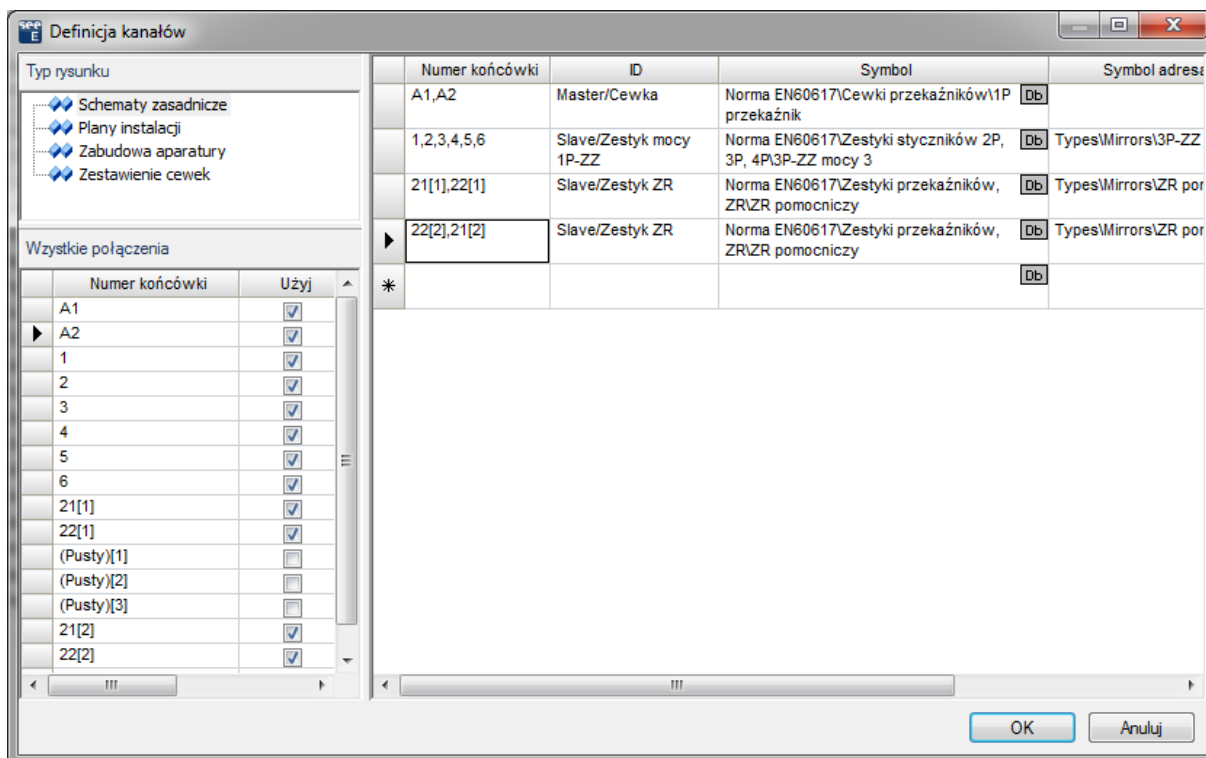 see E Definicja kanałów
Typ rysunku
Schematy zasadnicze
Plany instalacji
Zabudowa aparatury
Zestawienie cewek
Wzystkie połączenia
Numer końcówki Użyj
A1
A2
1
2
3
4
5
6
21[1]
22[1]
(Pusty)[1]
(Pusty)[2]
(Pusty)[3]
21[2]
22[2]
Numer końcówki ID Symbol Symbol adresa
A1,A2 Master/Cewka Norma EN60617\Cewki przekaźników\1P Db
przekaźnik
1,2,3,4,5,6 Slave/Zestyk mocy Norma EN60617\Zestyki styczników 2P, Db Types\Mirrors\3P-ZZ
1P-ZZ 3P, 4P\3P-ZZ mocy 3
21[1],22[1] Slave/Zestyk ZR Norma EN60617\Zestyki przekaźników, Db Types\Mirrors\ZR por
ZR\ZR pomocniczy
22[2],21[2] Slave/Zestyk ZR Norma EN60617\Zestyki przekaźników, Db Types\Mirrors\ZR por
ZR\ZR pomocniczy
Db
OK Anuluj